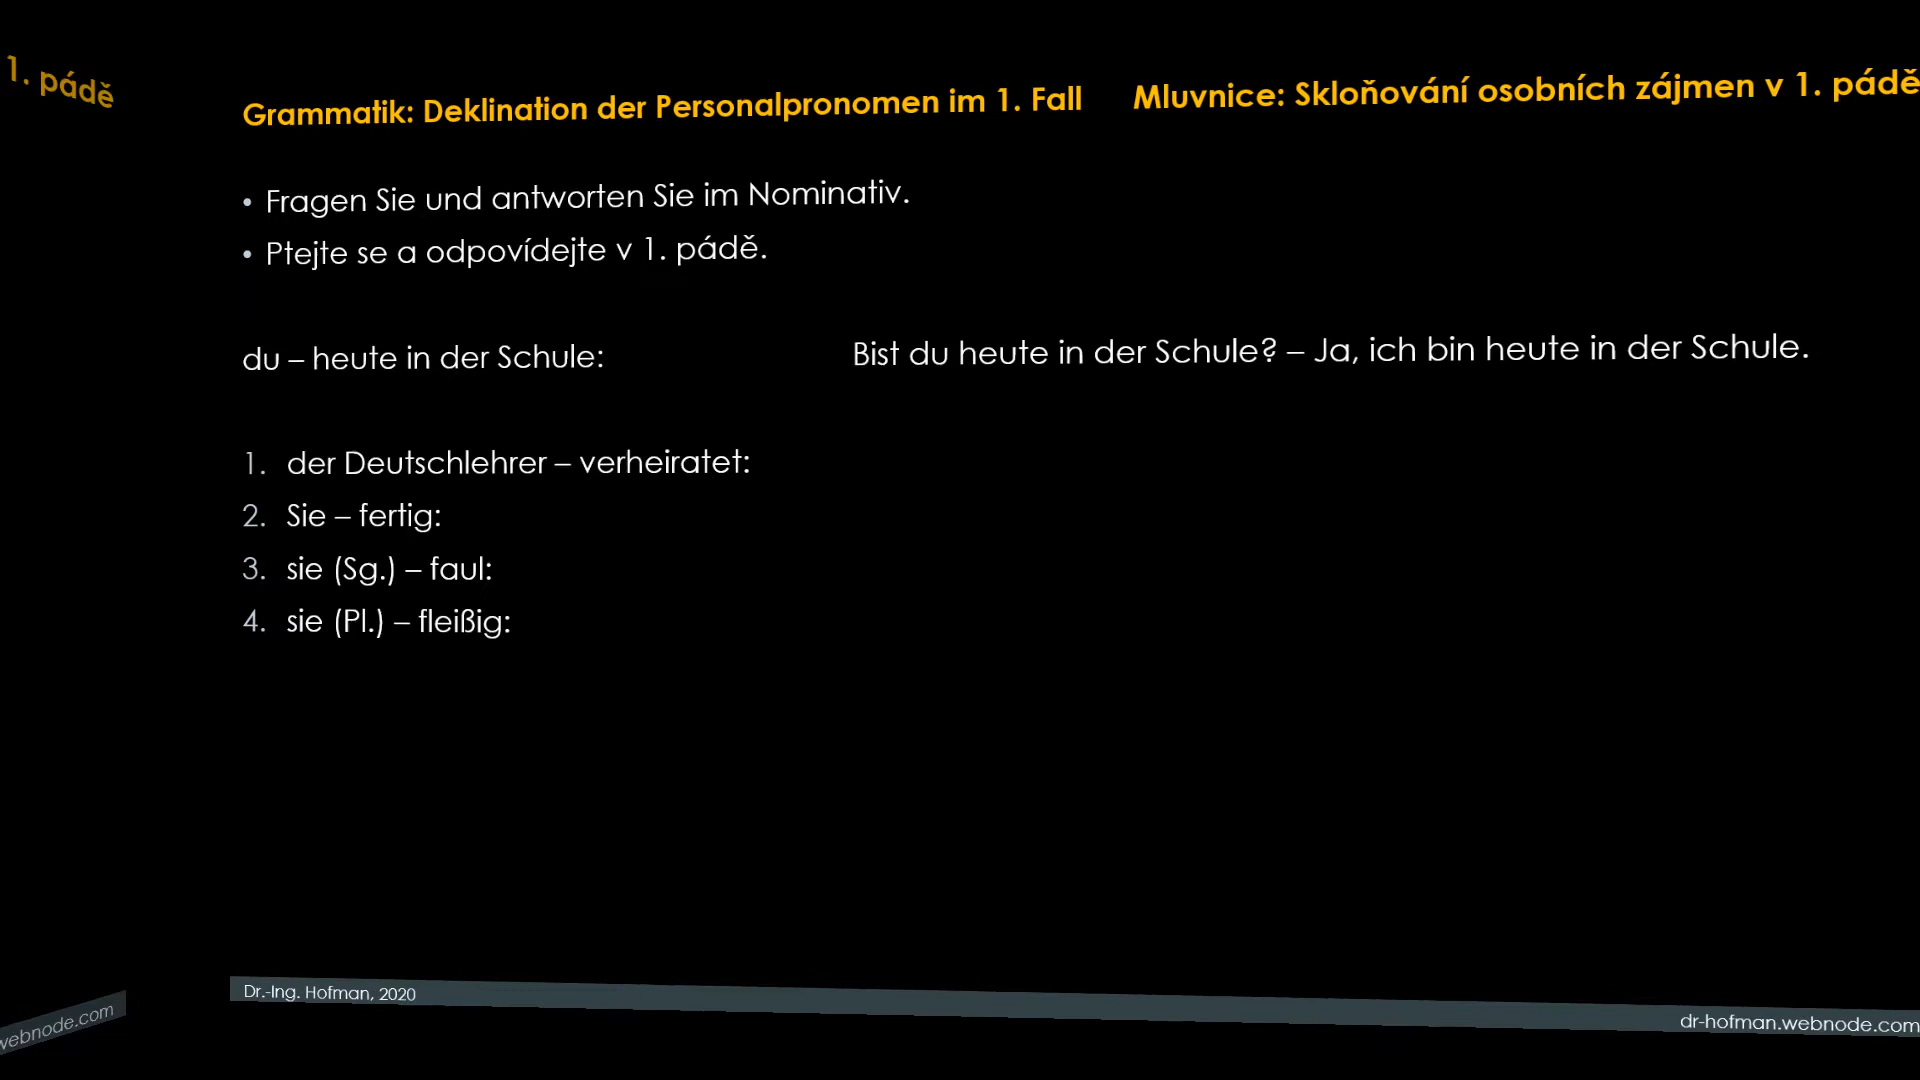 1. pádě
Grammatik: Deklination der Personalpronomen im 1. Fall Mluvnice: Skloňování osobních zájmen v 1. pádě
• Fragen Sie und antworten Sie im Nominativ.
• Ptejte se a odpovídejte v 1. pádě.
du – heute in der Schule: Bist du heute in der Schule? – Ja, ich bin heute in der Schule.
1. der Deutschlehrer – verheiratet:
2. Sie – fertig:
3. sie (Sg.) – faul:
4. sie (Pl.) – fleißig:
Dr.-Ing. Hofman, 2020
dr-hofman.webnode.com
webnode.com